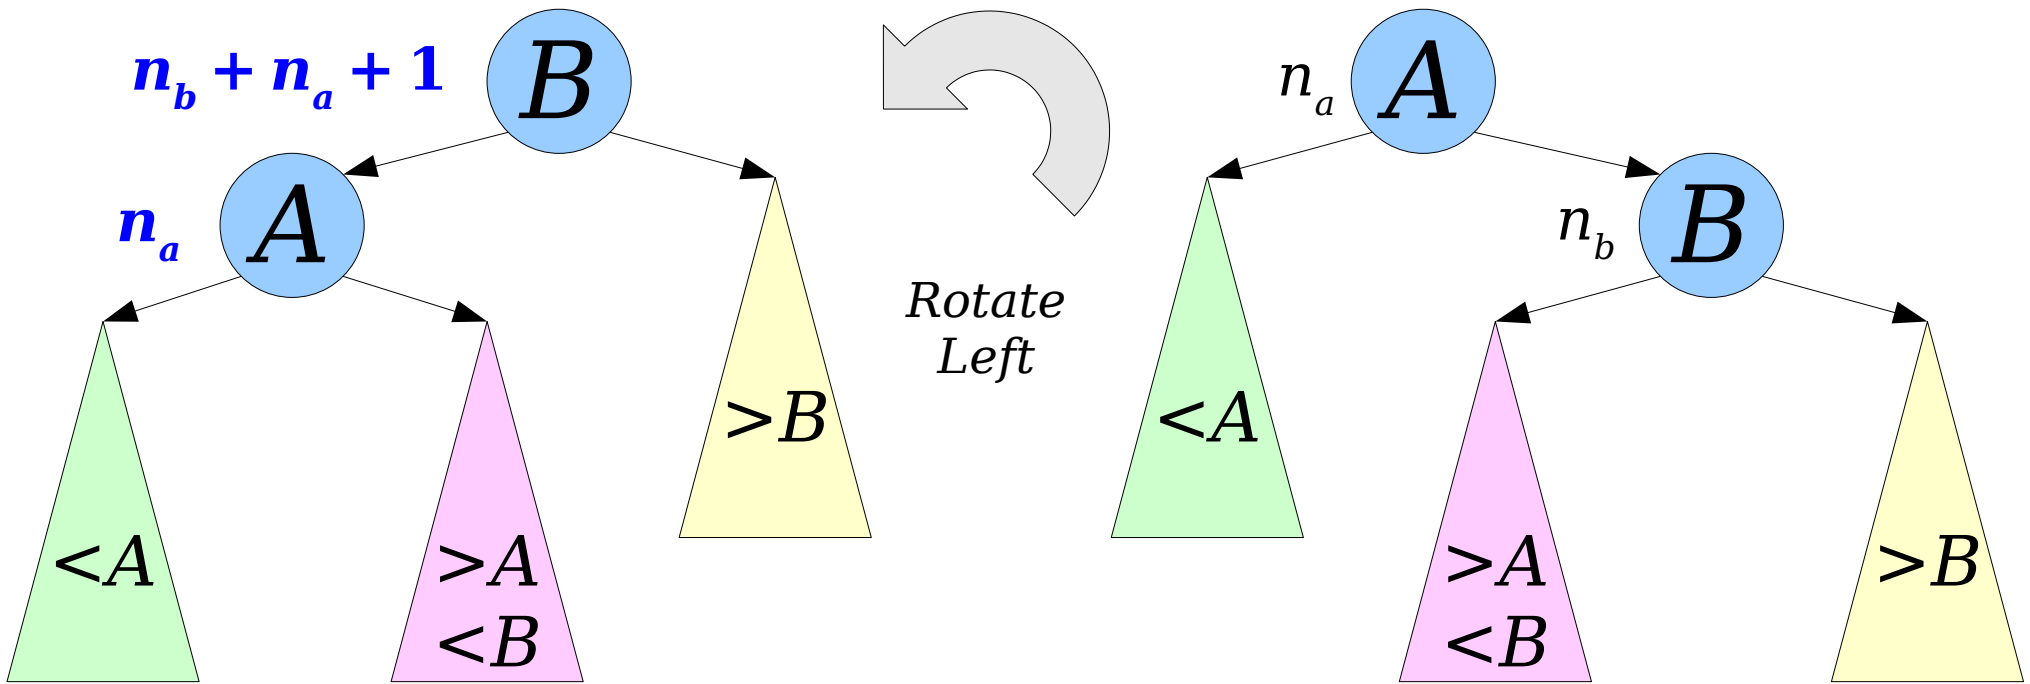 n_b + n_a + 1
B
n_a
A
<A
>A
<B
>B
Rotate
Left
n_a
A
n_b
B
<A
>A
<B
>B